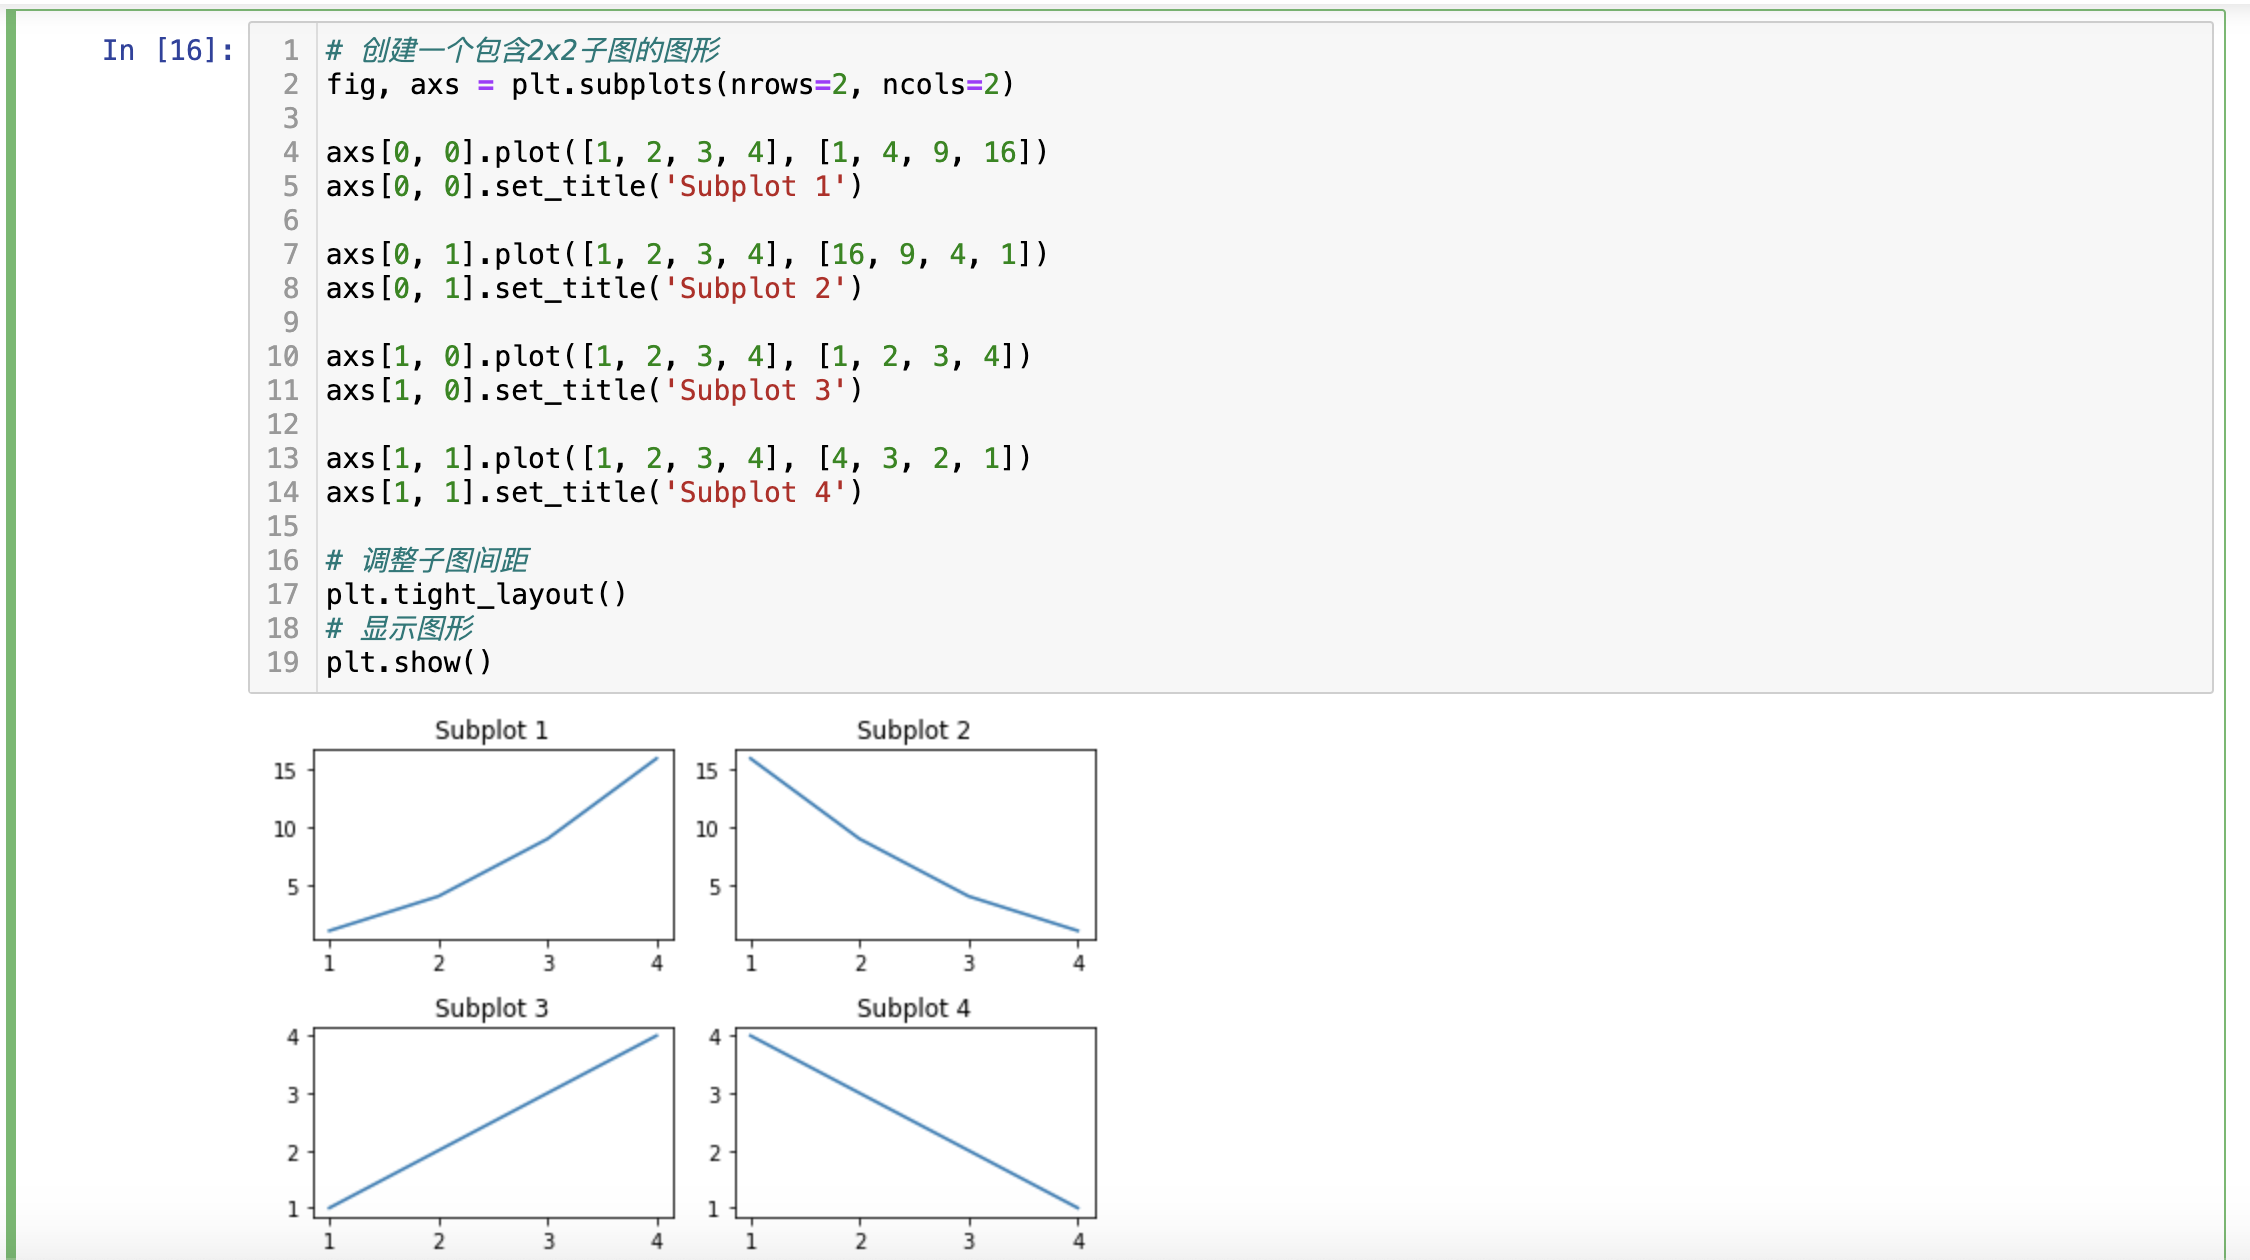 In [16]:
1 # 创建一个包含2x2子图的图形
2 fig, axs = plt.subplots(nrows=2, ncols=2)
3
4 axs[0, 0].plot([1, 2, 3, 4], [1, 4, 9, 16])
5 axs[0, 0].set_title('Subplot 1')
6
7 axs[0, 1].plot([1, 2, 3, 4], [16, 9, 4, 1])
8 axs[0, 1].set_title('Subplot 2')
9
10 axs[1, 0].plot([1, 2, 3, 4], [1, 2, 3, 4])
11 axs[1, 0].set_title('Subplot 3')
12
13 axs[1, 1].plot([1, 2, 3, 4], [4, 3, 2, 1])
14 axs[1, 1].set_title('Subplot 4')
15
16 # 调整子图间距
17 plt.tight_layout()
18 # 显示图形
19 plt.show()
Subplot 1
15
10
5
1 2 3 4
Subplot 2
15
10
5
1 2 3 4
Subplot 3
4
3
2
1
1 2 3 4
Subplot 4
4
3
2
1
1 2 3 4